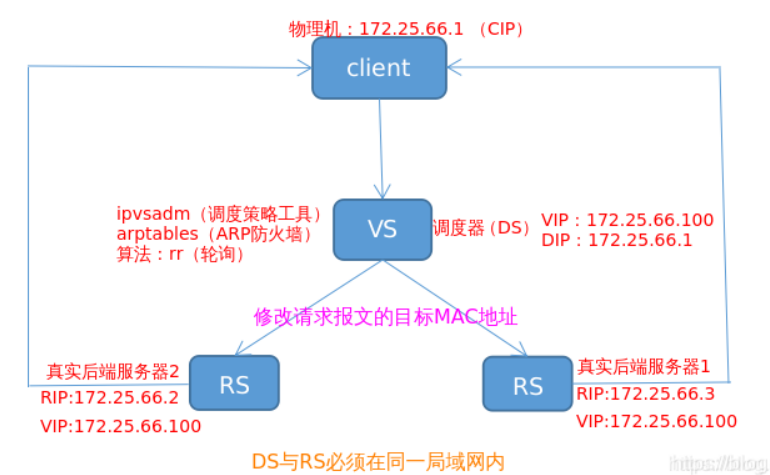 物理机：172.25.66.1 （CIP）
client
ipvsadm（调度策略工具）
arptables（ARP防火墙）
算法：rr（轮询）
VS
调度器（DS）
VIP：172.25.66.100
DIP：172.25.66.1
修改请求报文的目标MAC地址
真实后端服务器2
RIP:172.25.66.2
VIP:172.25.66.100
RS
RS
真实后端服务器1
RIP:172.25.66.3
VIP:172.25.66.100
DS与RS必须在同一局域网内
https://blog